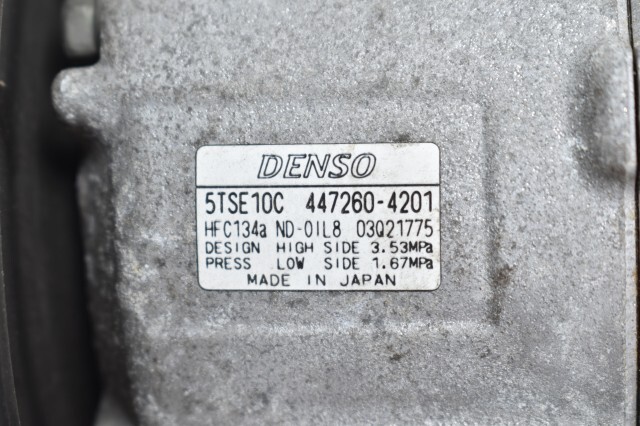 DENSO
5TSE10C 447260-4201
HFC134a ND-OIL8 03Q21775
DESIGN HIGH SIDE 3.53MPa
PRESS LOW SIDE 1.67MPa
MADE IN JAPAN